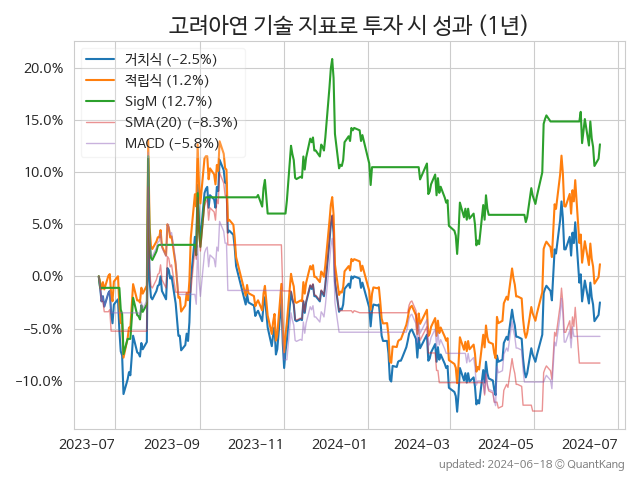 고려아연 기술 지표로 투자 시 성과 (1년)
거치식 (−2.5%)
적립식 (1.2%)
SigM (12.7%)
SMA(20) (−8.3%)
MACD (−5.8%)
20.0%
15.0%
10.0%
5.0%
0.0%
−5.0%
−10.0%
2023-07 2023-09 2023-11 2024-01 2024-03 2024-05 2024-07
updated: 2024-06-18 ⓒ QuantKang